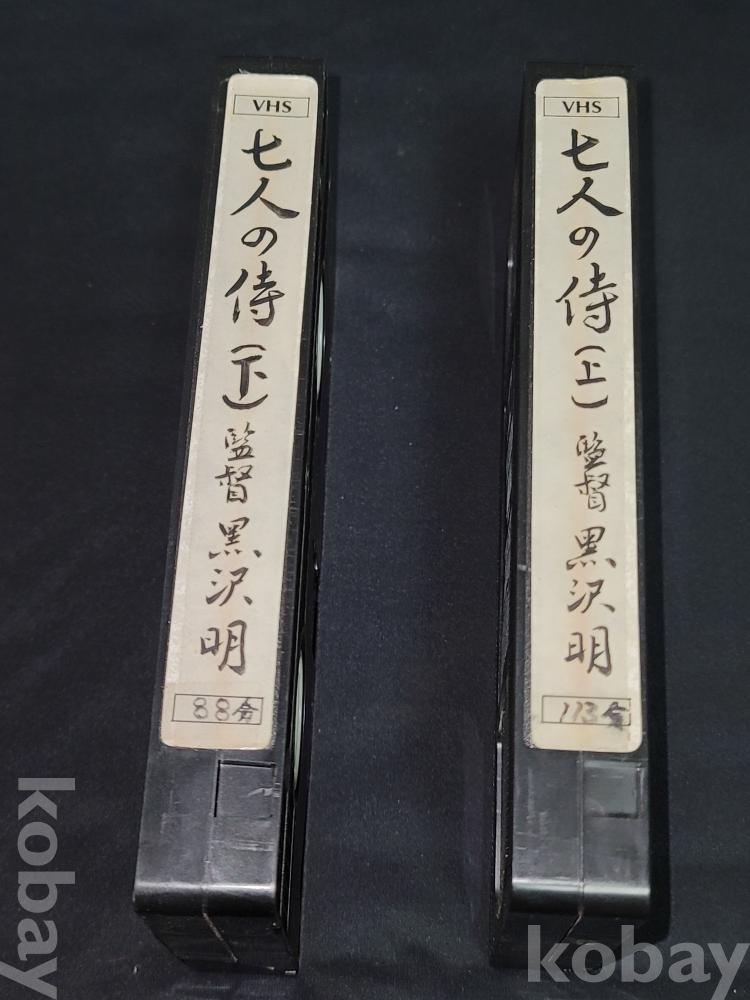 VHS
七人の侍(下)監督 黒沢明
88分
VHS
七人の侍(上)監督 黒沢明
113分
kobay
kobay